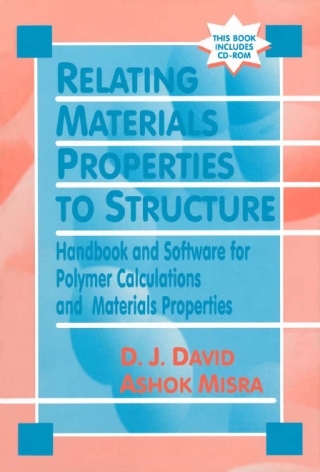 THIS BOOK
INCLUDES
CD-ROM
RELATING
MATERIALS
PROPERTIES
TO STRUCTURE
Handbook and Software for
Polymer Calculations
and Materials Properties
D. J. DAVID
ASHOK MISRA